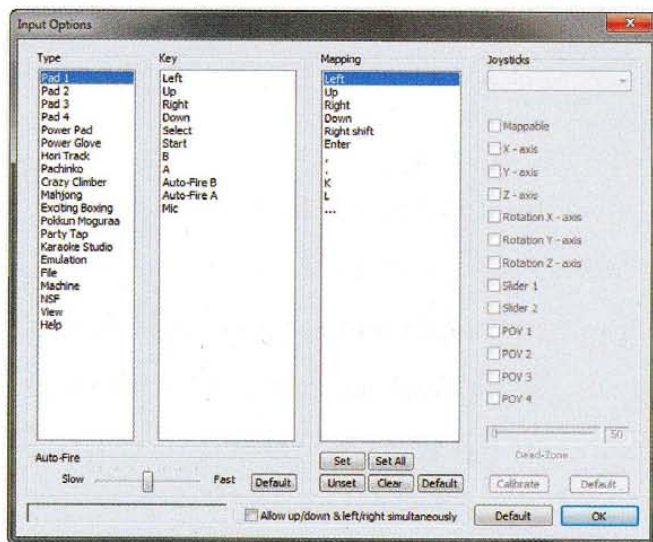 Input Options
x
Type
Pad 1
Pad 2
Pad 3
Pad 4
Power Pad
Power Glove
Hori Track
Pachinko
Crazy Climber
Mahjong
Exciting Boxing
Pokkun Moguraa
Party Tap
Karaoke Studio
Emulation
File
Machine
NSF
View
Help
Key
Left
Up
Right
Down
Select
Start
B
A
Auto-Fire B
Auto-Fire A
Mic
Mapping
Left
Up
Right
Down
Right shift
Enter
,
.
K
L
...
Joysticks
Mappable
X - axis
Y - axis
Z - axis
Rotation X - axis
Rotation Y - axis
Rotation Z - axis
Slider 1
Slider 2
POV 1
POV 2
POV 3
POV 4
50
Dead-Zone
Calibrate Default
Auto-Fire
Slow Fast Default
Set Set All
Unset Clear Default
Allow up/down & left/right simultaneously
Default OK